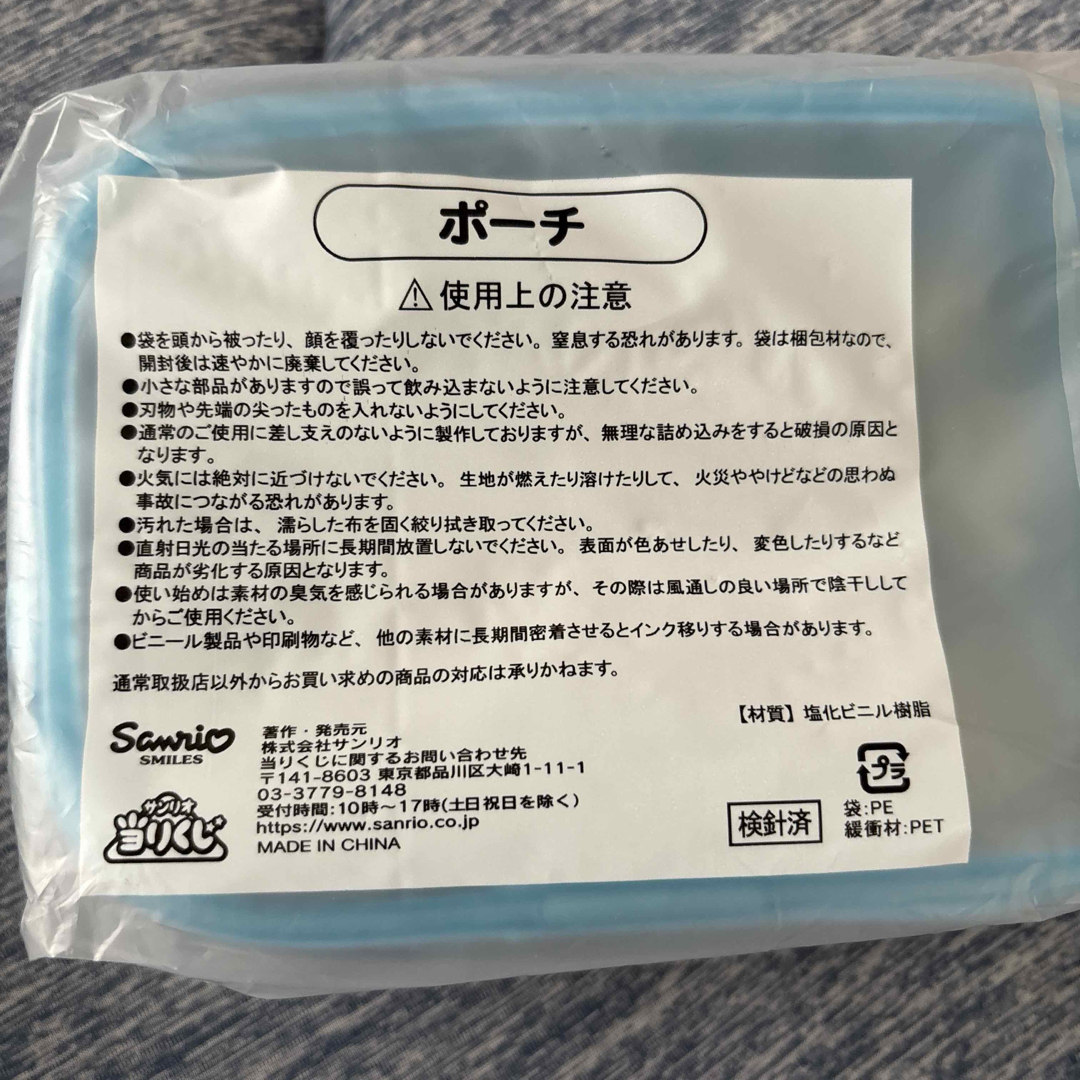 ポーチ
⚠使用上の注意
●袋を頭から被ったり、顔を覆ったりしないでください。窒息する恐れがあります。袋は梱包材なので、
開封後は速やかに廃棄してください。
●小さな部品がありますので誤って飲み込まないように注意してください。
●刃物や先端の尖ったものを入れないようにしてください。
●通常のご使用に差し支えのないように製作しておりますが、無理な詰め込みをすると破損の原因と
なります。
●火気には絶対に近づけないでください。生地が燃えたり溶けたりして、火災ややけどなどの思わぬ
事故につながる恐れがあります。
●汚れた場合は、濡らした布を固く絞り拭き取ってください。
●直射日光の当たる場所に長期間放置しないでください。表面が色あせしたり、変色したりするなど
商品が劣化する原因となります。
●使い始めは素材の臭気を感じられる場合がありますが、その際は風通しの良い場所で陰干しして
からご使用ください。
●ビニール製品や印刷物など、他の素材に長期間密着させるとインク移りする場合があります。
通常取扱店以外からお買い求めの商品の対応は承りかねます。
【材質】塩化ビニル樹脂
Sanrio
SMILES
サンリオ
当りくじ
著作・発売元
株式会社サンリオ
当りくじに関するお問い合わせ先
〒141-8603 東京都品川区大崎1-11-1
03-3779-8148
受付時間:10時〜17時(土日祝日を除く)
https://www.sanrio.co.jp
MADE IN CHINA
検針済
プラ
袋:PE
緩衝材:PET